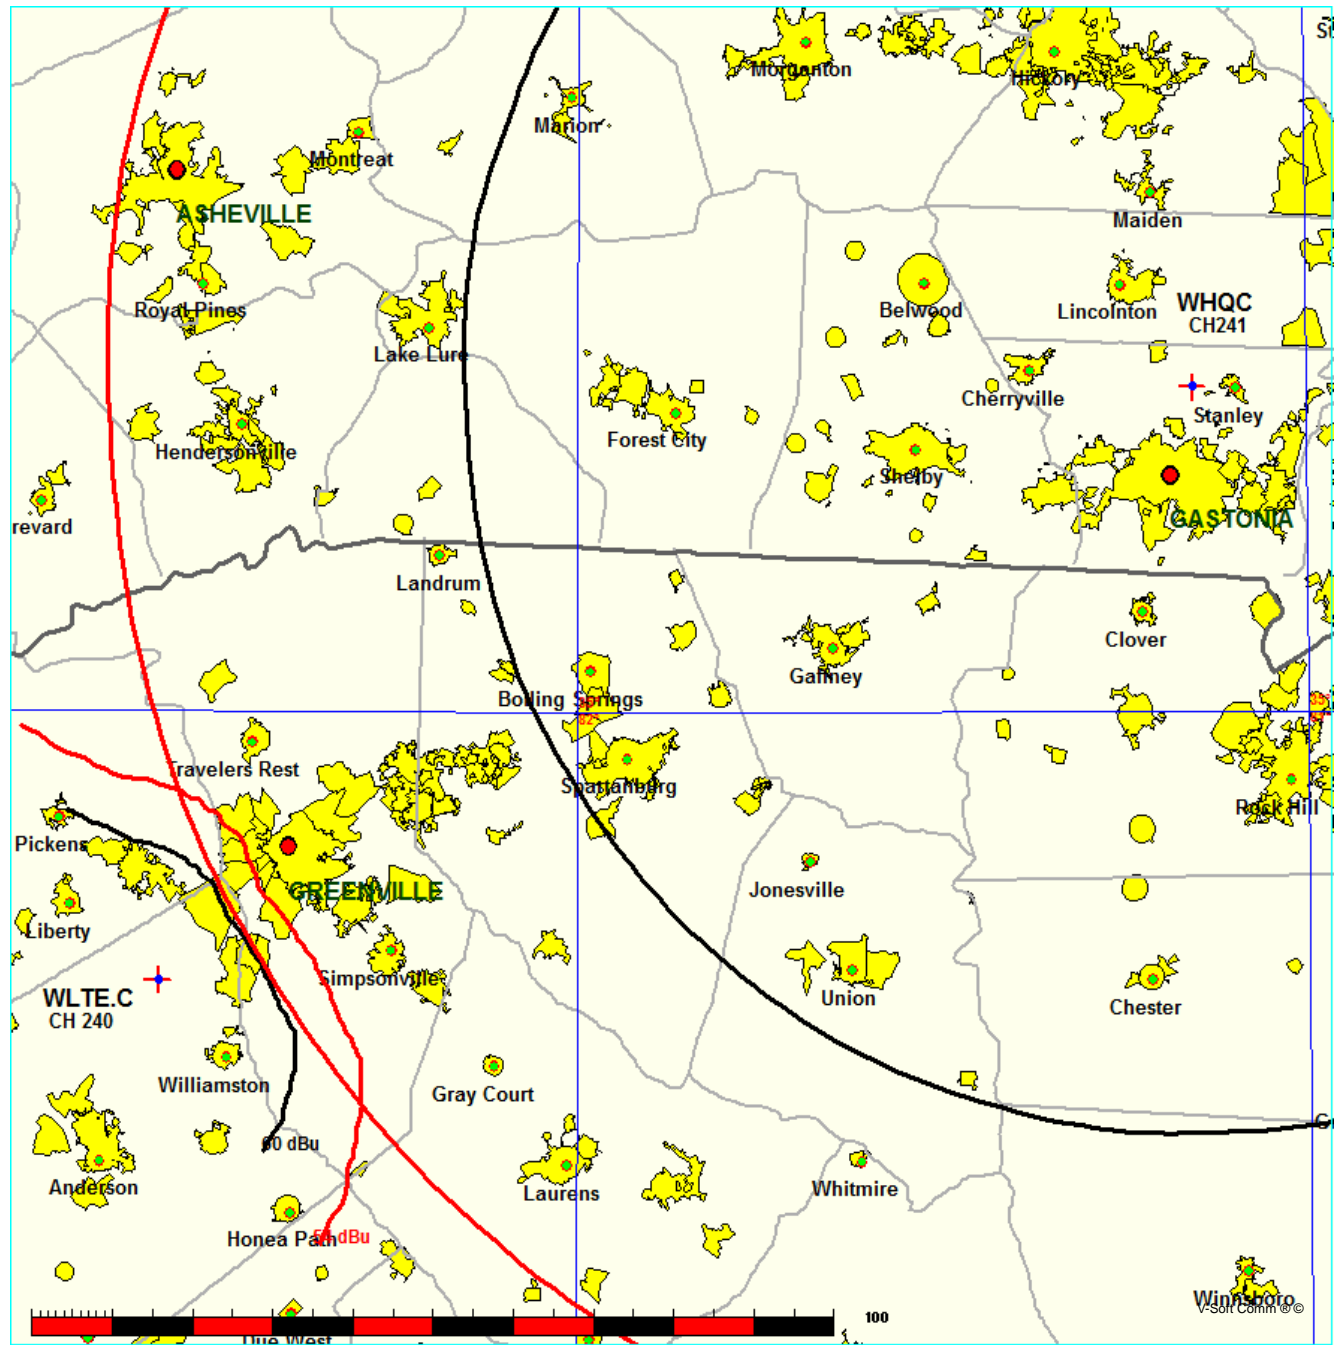 Morganton
Hickory
Marion
Montreat
ASHEVILLE
Maiden
Royal Pines
Belwood
Lincolnton
WHQC
CH241
Lake Lure
Cherryville
Stanley
Forest City
Hendersonville
Shelby
GASTONIA
revard
Landrum
Clover
Gaffney
Boiling Springs
82°
Travelers Rest
Spartanburg
Rock Hill
Pickens
GREENVILLE
Jonesville
Liberty
Simpsonville
WLTE.C
CH 240
Union
Chester
Williamston
Gray Court
60 dBu
Anderson
Laurens
Whitmire
Honea Path
54 dBu
Winnsboro
V-Soft Comm ® ©
100
Due West